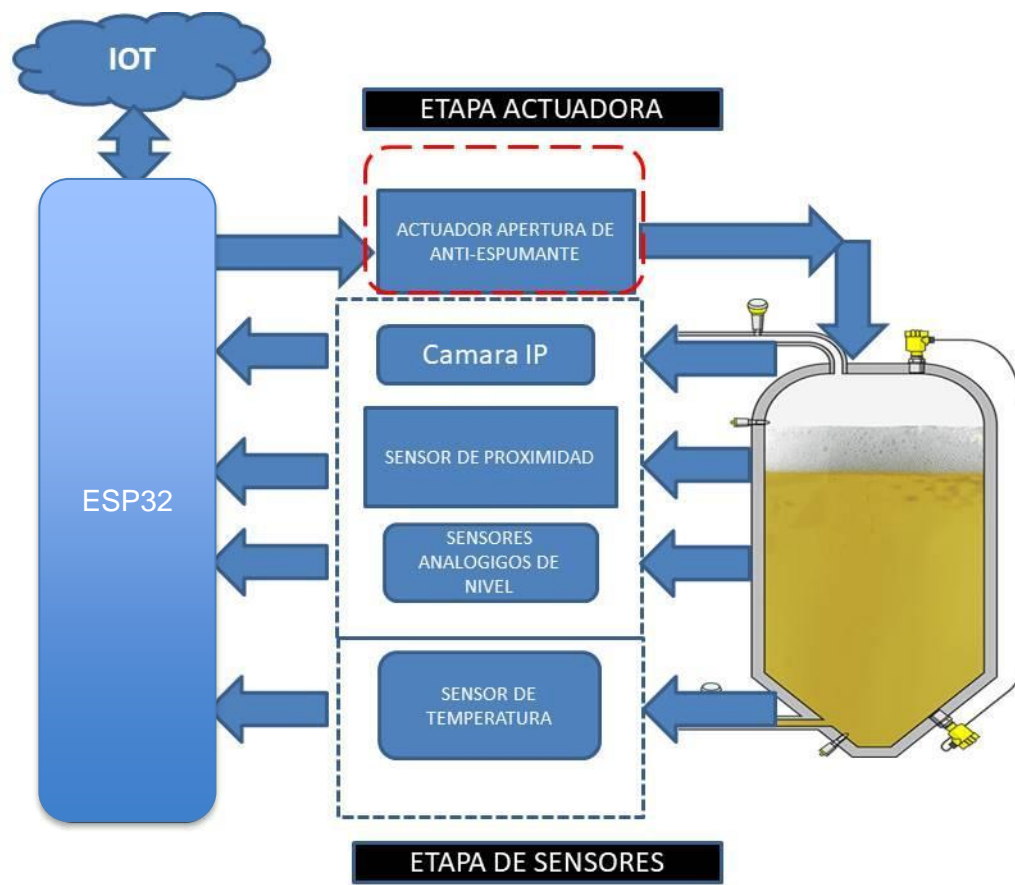 IOT
ETAPA ACTUADORA
ACTUADOR APERTURA DE
ANTI-ESPUMANTE
Camara IP
SENSOR DE PROXIMIDAD
ESP32
SENSORES
ANALOGIGOS DE
NIVEL
SENSOR DE
TEMPERATURA
ETAPA DE SENSORES